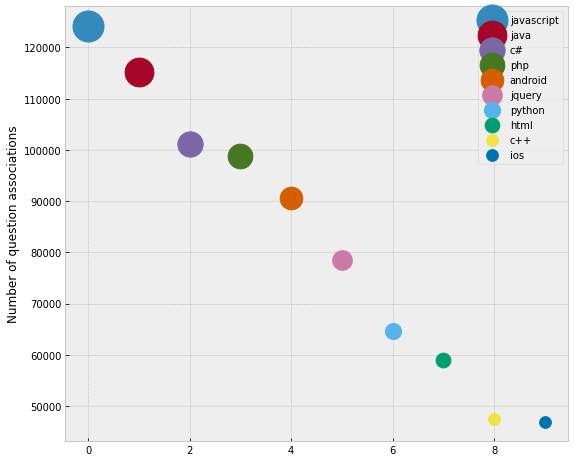 Number of question associations
120000
110000
100000
90000
80000
70000
60000
50000
0
2
4
6
8
javascript
java
c#
php
android
jquery
python
html
c++
ios